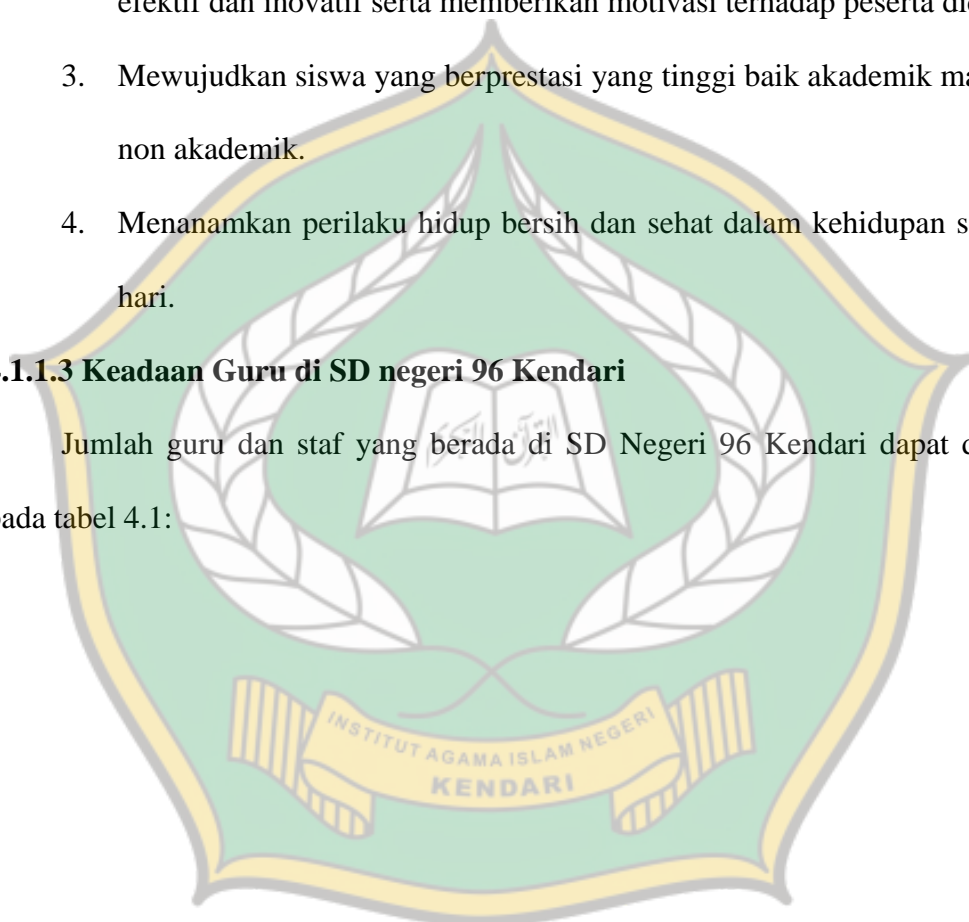 efektif dan inovatif serta memberikan motivasi terhadap peserta
3. Mewujudkan siswa yang berprestasi yang tinggi baik akademik
non akademik.
4. Menanamkan perilaku hidup bersih dan sehat dalam kehidupan
hari.
.1.1.3 Keadaan Guru di SD negeri 96 Kendari
Jumlah guru dan staf yang berada di SD Negeri 96 Kendari dapat
pada tabel 4.1:
INSTITUT AGAMA ISLAM NEGERI
KENDARI